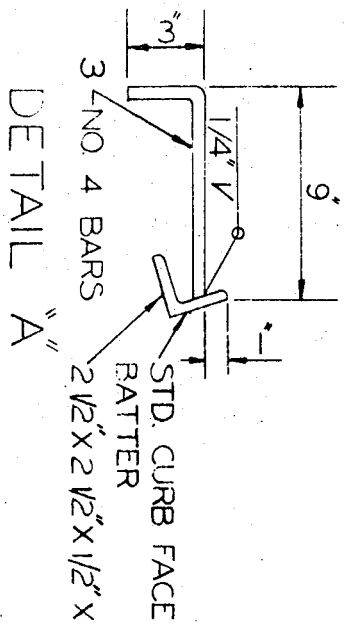 9"
3"
1/4" V
1"
3 - NO. 4 BARS
STD. CURB FACE
BATTER
2 1/2" X 2 1/2" X 1/2" X
DETAIL "A"